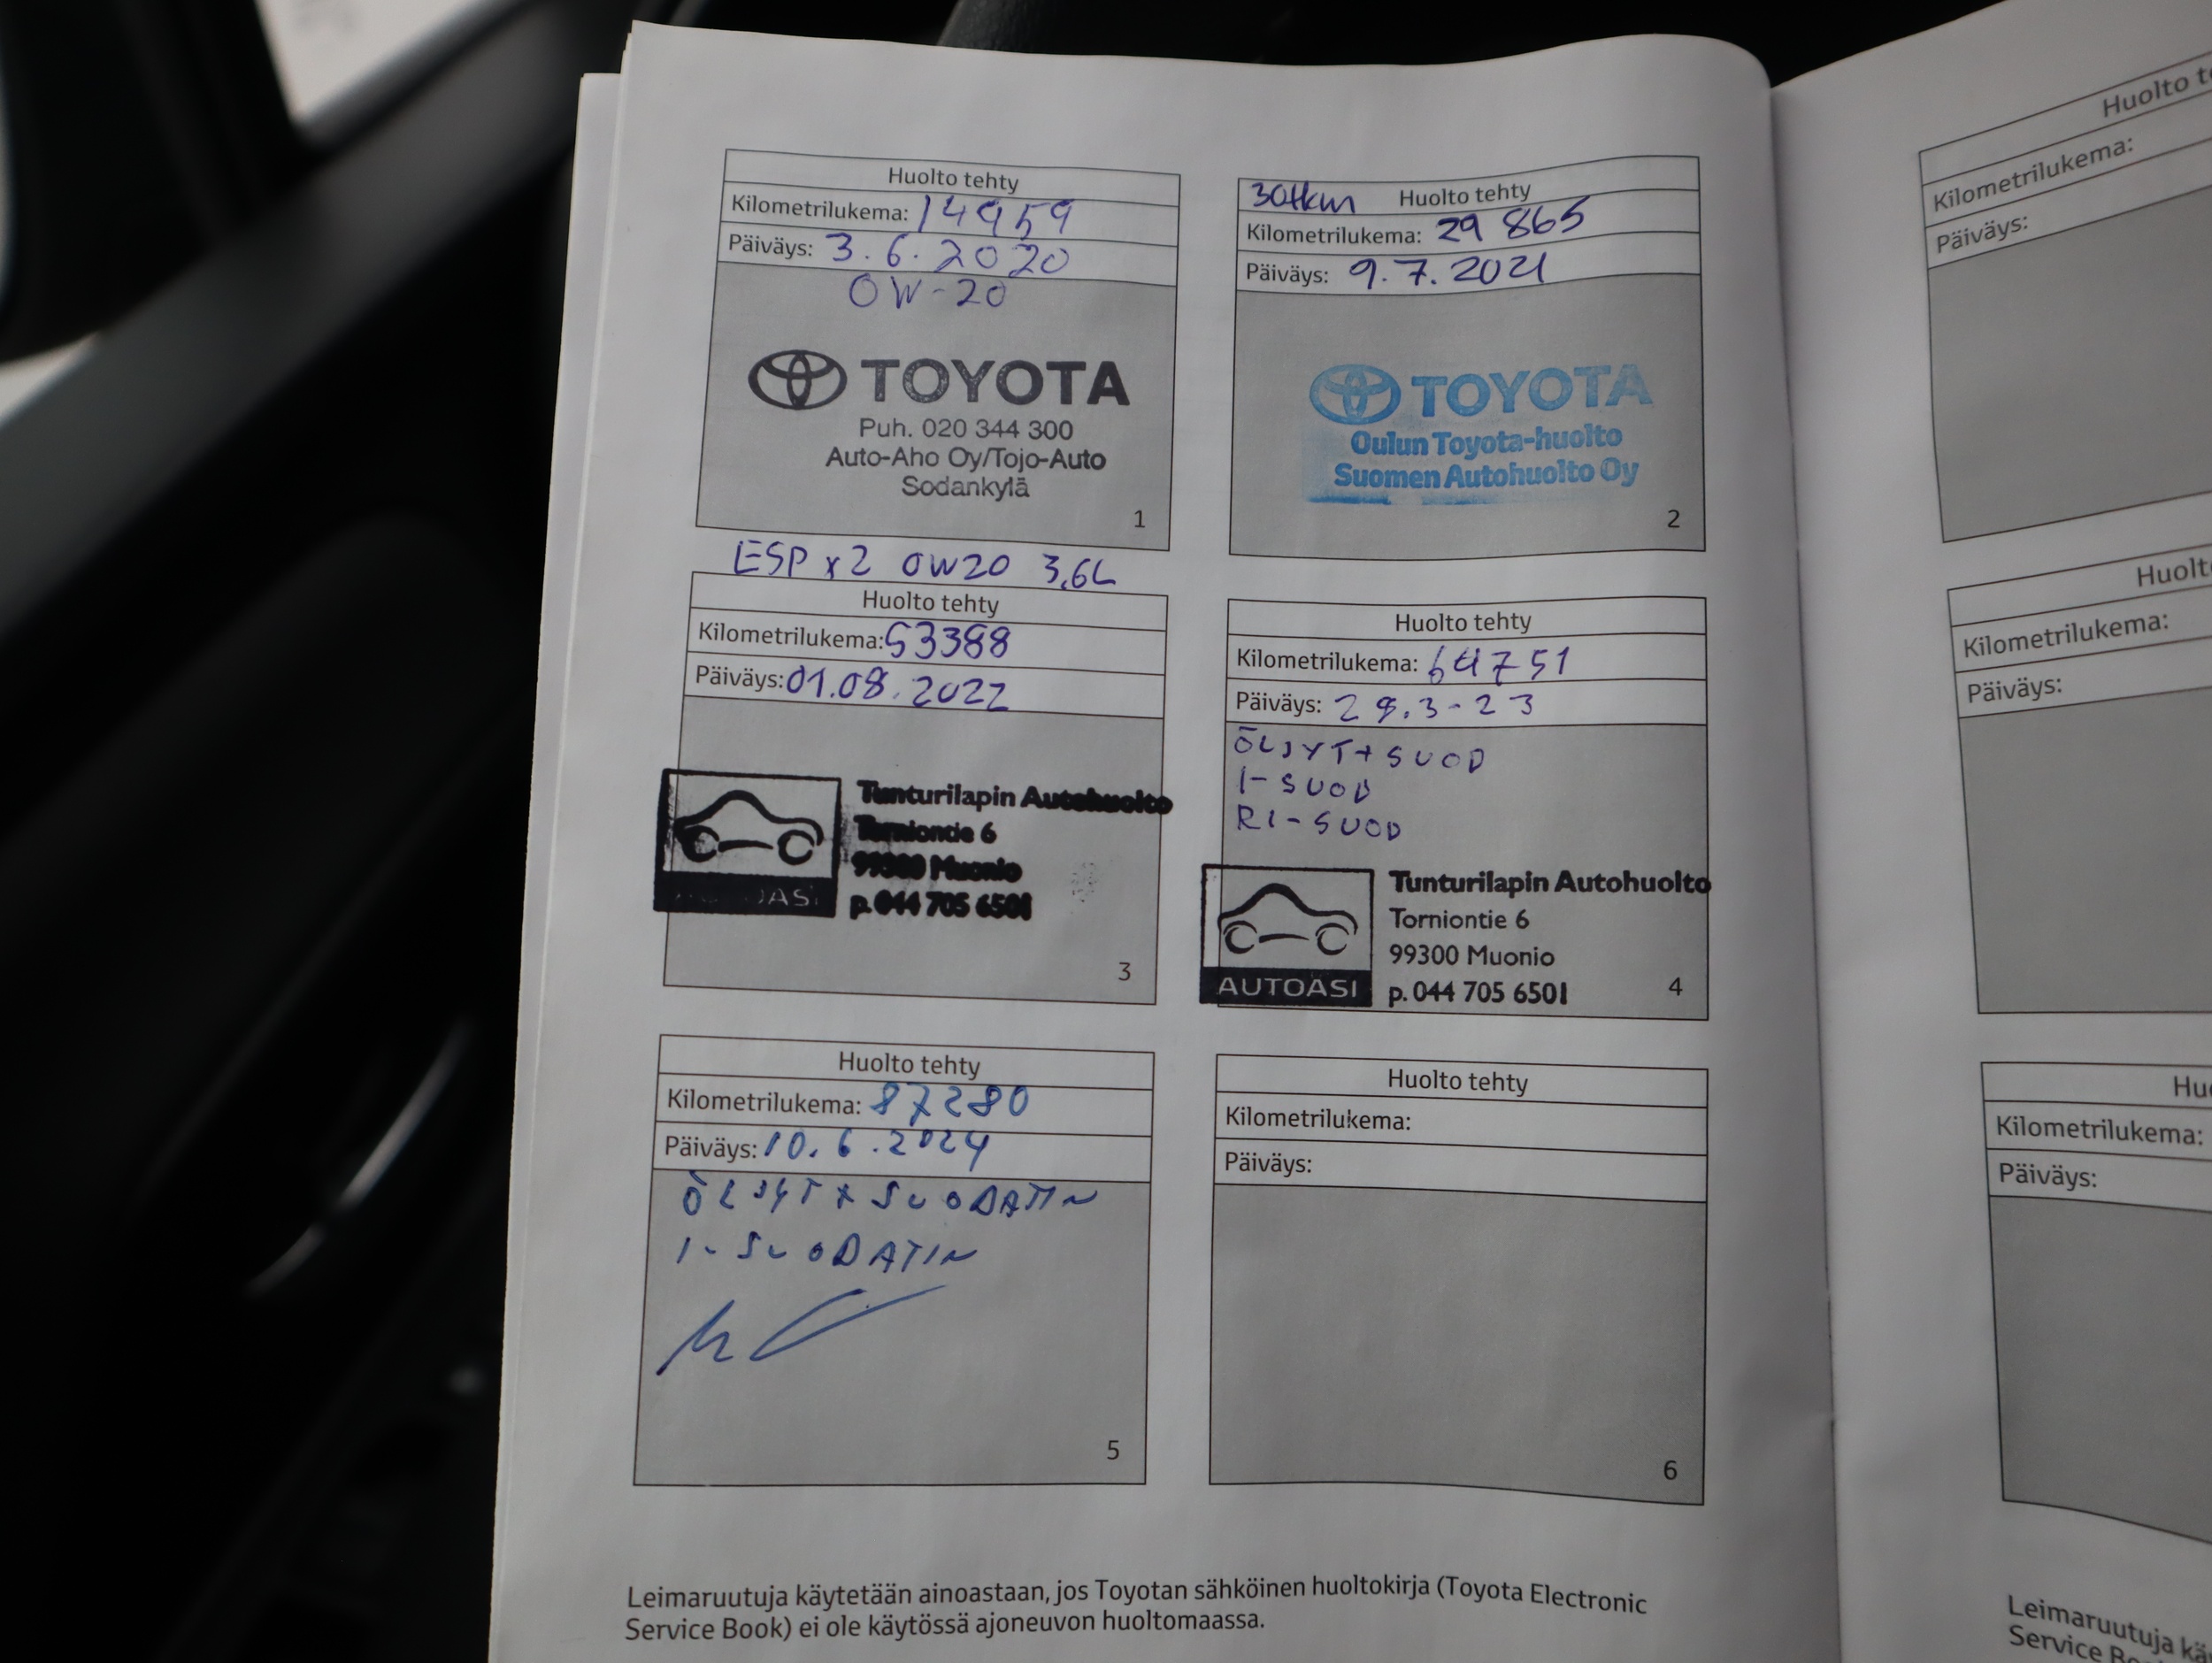 Huolto tehty
Kilometrilukema: 14959
Päiväys: 3.6.2020
0W-20
TOYOTA
Puh. 020 344 300
Auto-Aho Oy/Tojo-Auto
Sodankylä
1
30tkm Huolto tehty
Kilometrilukema: 29 865
Päiväys: 9.7.2021
TOYOTA
Oulun Toyota-huolto
Suomen Autohuolto Oy
2
ESP x2 0W20 3,6L
Huolto tehty
Kilometrilukema: 53388
Päiväys: 01.08.2022
Tunturilapin Autohuolto
Torniontie 6
99300 Muonio
p. 044 705 6501
3
Huolto tehty
Kilometrilukema: 64751
Päiväys:
ÖLJYT+SUOD
I-SUOD
RI-SUOD
AUTOASI
Tunturilapin Autohuolto
Torniontie 6
99300 Muonio
p. 044 705 6501
4
Huolto tehty
Kilometrilukema: 87280
Päiväys: 10.6.2024
ÖLJYT + SUODATIN
I-SUODATIN
5
Huolto tehty
Kilometrilukema:
Päiväys:
6
Leimaruutuja käytetään ainoastaan, jos Toyotan sähköinen huoltokirja (Toyota Electronic
Service Book) ei ole käytössä ajoneuvon huoltomaassa.
Huolto
Kilometrilukema:
Päiväys:
Kilometrilukema:
Päiväys:
Kilometrilukema:
Päiväys:
Leimaruutuja
Service